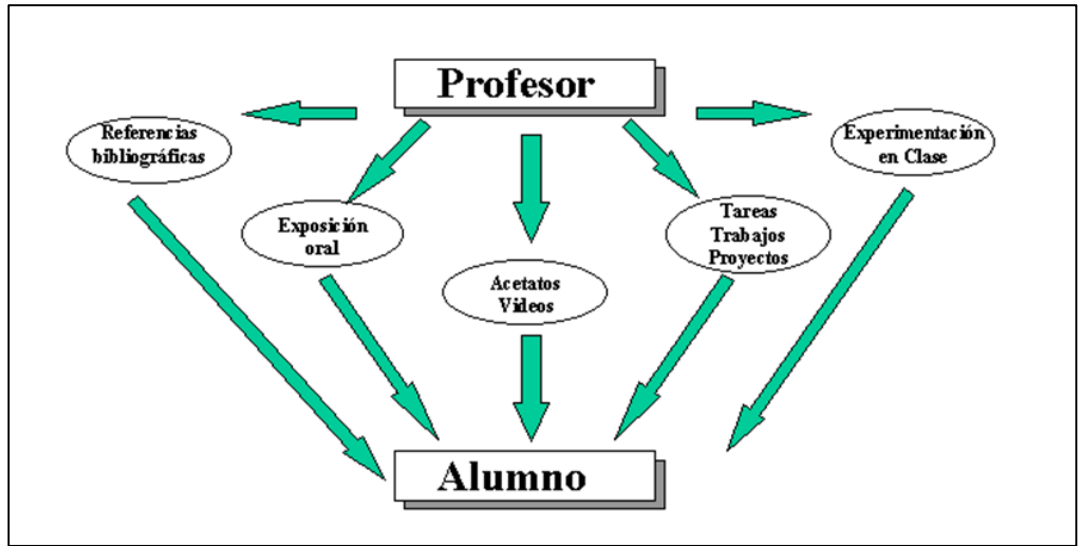 Profesor
Referencias
bibliográficas
Experimentación
en Clase
Exposición
oral
Tareas
Trabajos
Proyectos
Acetatos
Videos
Alumno